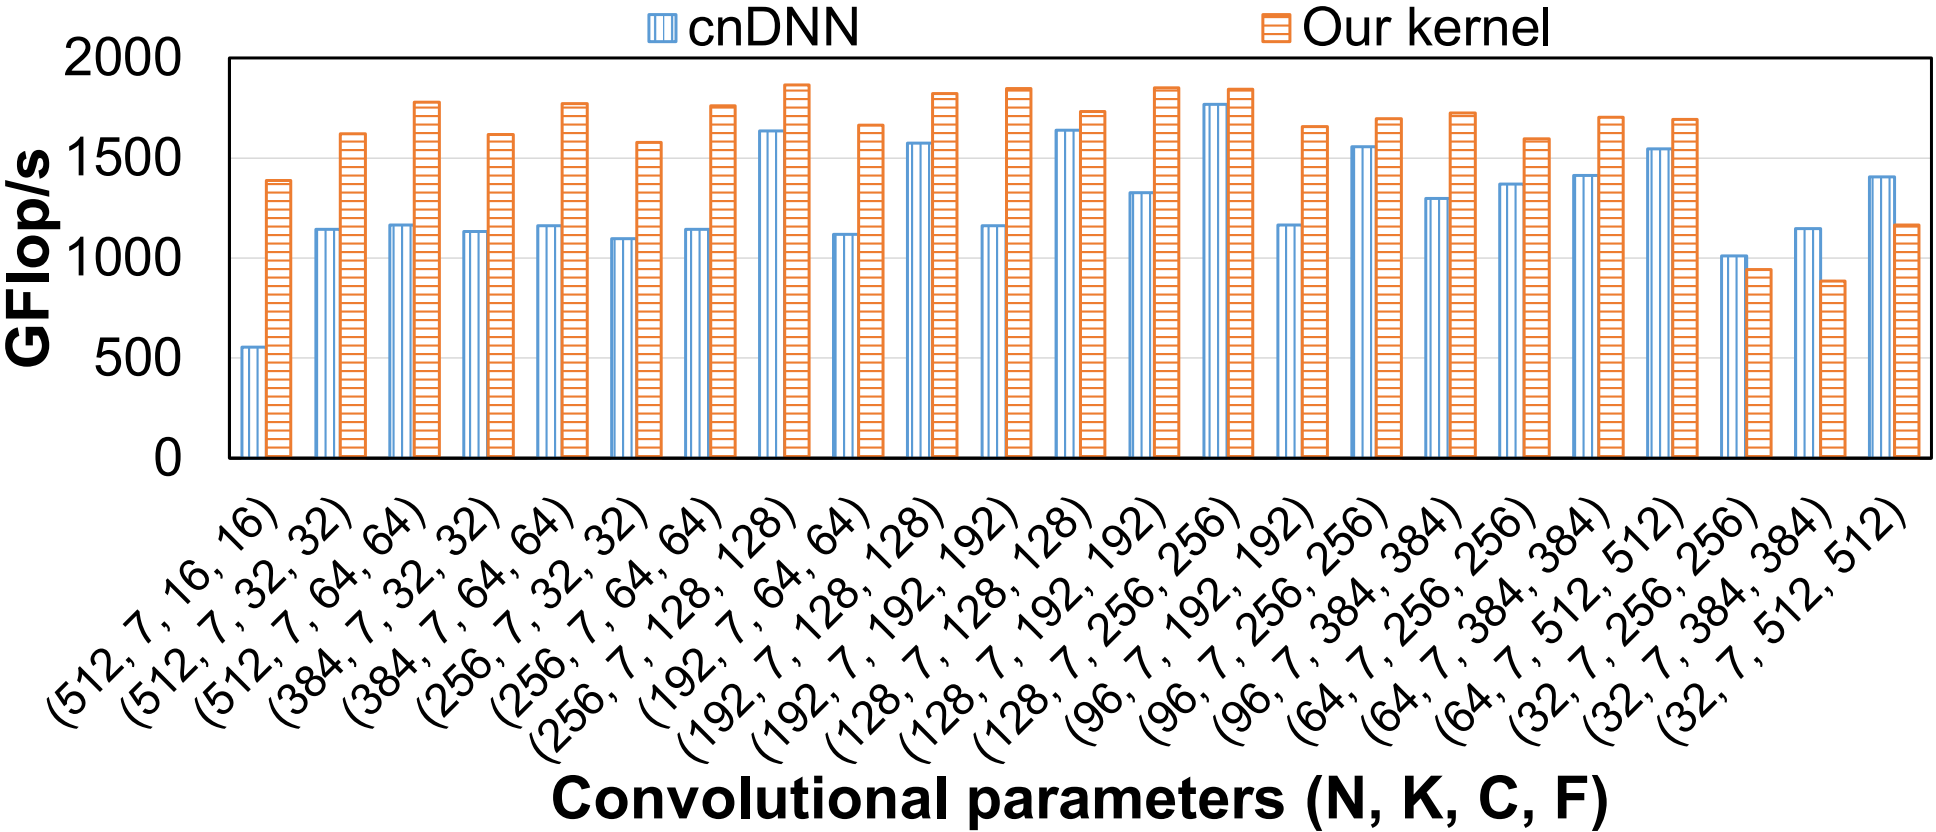 cnDNN
Our kernel
GFlop/s
2000
1500
1000
500
0
(512, 7, 16, 16)
(512, 7, 32, 32)
(512, 7, 64, 64)
(384, 7, 32, 32)
(384, 7, 64, 64)
(256, 7, 32, 32)
(256, 7, 64, 64)
(256, 7, 128, 128)
(192, 7, 64, 64)
(192, 7, 128, 128)
(192, 7, 192, 192)
(128, 7, 128, 128)
(128, 7, 192, 192)
(128, 7, 256, 256)
(96, 7, 192, 192)
(96, 7, 256, 256)
(96, 7, 384, 384)
(64, 7, 256, 256)
(64, 7, 384, 384)
(64, 7, 512, 512)
(32, 7, 256, 256)
(32, 7, 384, 384)
(32, 7, 512, 512)
Convolutional parameters (N, K, C, F)